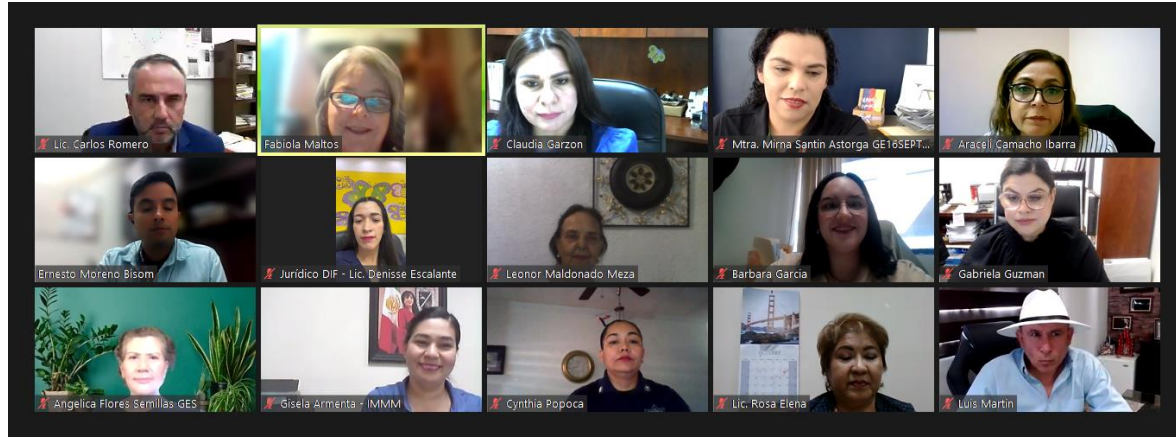 Lic. Carlos Romero
Fabiola Maltos
Claudia Garzon
Mtra. Mirna Santin Astorga GE16SEPT...
Araceli Camacho Ibarra
Ernesto Moreno Bisom
Jurídico DIF - Lic. Denisse Escalante
Leonor Maldonado Meza
Barbara García
Gabriela Guzman
Angelica Flores Semillas GES
Gisela Armenta - IMMM
Cynthia Popoca
Lic. Rosa Elena
Luis Martin